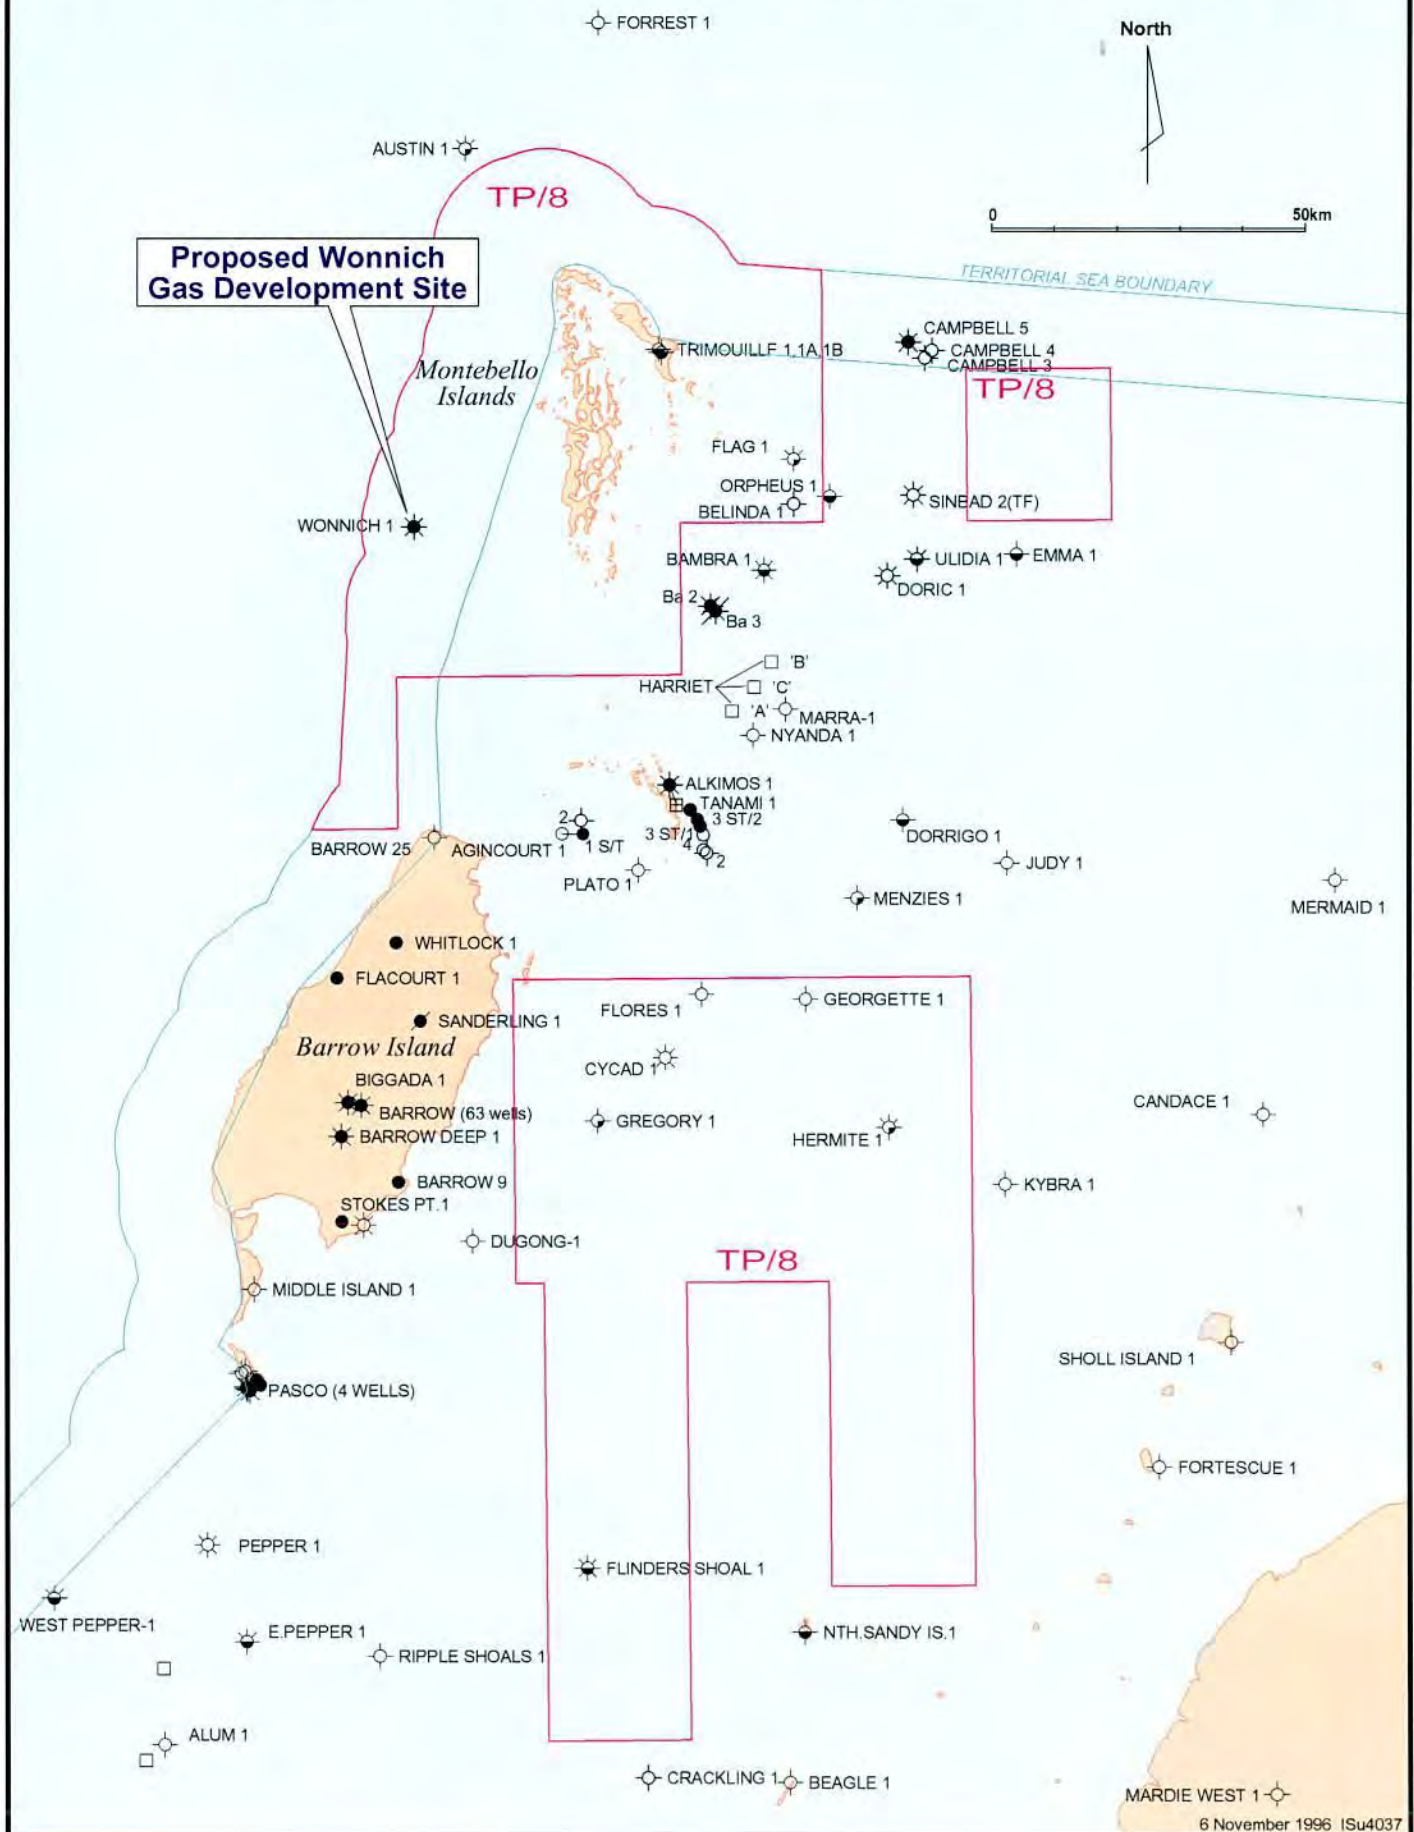 FORREST 1
North
AUSTIN 1
TP/8
0 50km
Proposed Wonnich
Gas Development Site
TERRITORIAL SEA BOUNDARY
CAMPBELL 5
TRIMOUILLF 1,1A,1B
CAMPBELL 4
CAMPBELL 3
Montebello
Islands
TP/8
FLAG 1
ORPHEUS 1
SINBAD 2(TF)
BELINDA 1
WONNICH 1
BAMBRA 1
ULIDIA 1
EMMA 1
DORIC 1
Ba 2
Ba 3
'B'
HARRIET
'C'
'A'
MARRA-1
NYANDA 1
ALKIMOS 1
TANAMI 1
2
3 ST/2
3 ST/1
DORRIGO 1
BARROW 25
AGINCOURT 1
1 S/T
4
2
JUDY 1
PLATO 1
MENZIES 1
MERMAID 1
WHITLOCK 1
FLACOURT 1
FLORES 1
GEORGETTE 1
SANDERLING 1
Barrow Island
CYCAD 1
BIGGADA 1
BARROW (63 wells)
GREGORY 1
CANDACE 1
BARROW DEEP 1
HERMITE 1
BARROW 9
KYBRA 1
STOKES PT.1
DUGONG-1
TP/8
MIDDLE ISLAND 1
SHOLL ISLAND 1
PASCO (4 WELLS)
FORTESCUE 1
PEPPER 1
FLINDERS SHOAL 1
WEST PEPPER-1
E.PEPPER 1
NTH.SANDY IS.1
RIPPLE SHOALS 1
ALUM 1
CRACKLING 1
BEAGLE 1
MARDIE WEST 1
6 November 1996 ISu4037